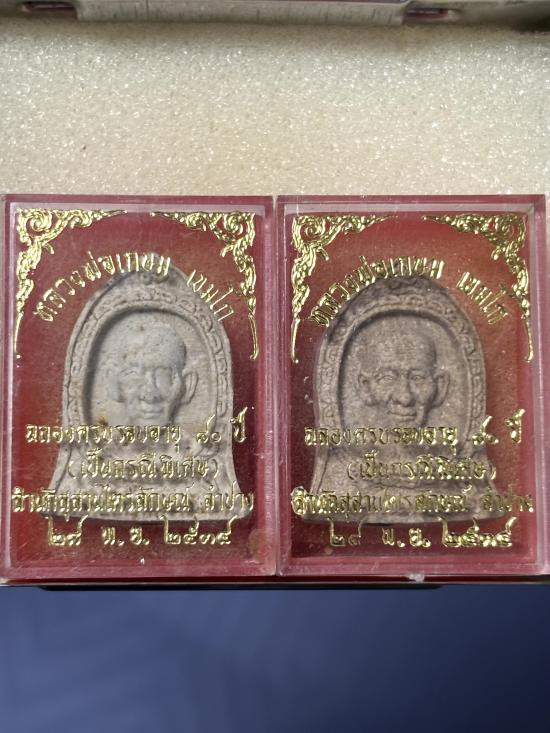 หลวงพ่อเกษม เขมโก
ฉลองครบรอบอายุ ๘๐ ปี
(เป็นกรณีพิเศษ)
สำนักสุสานไตรลักษณ์ ลำปาง
๒๘ พ.ย. ๒๕๓๔
หลวงพ่อเกษม เขมโก
ฉลองครบรอบอายุ ๘๐ ปี
(เป็นกรณีพิเศษ)
สำนักสุสานไตรลักษณ์ ลำปาง
๒๘ พ.ย. ๒๕๓๔